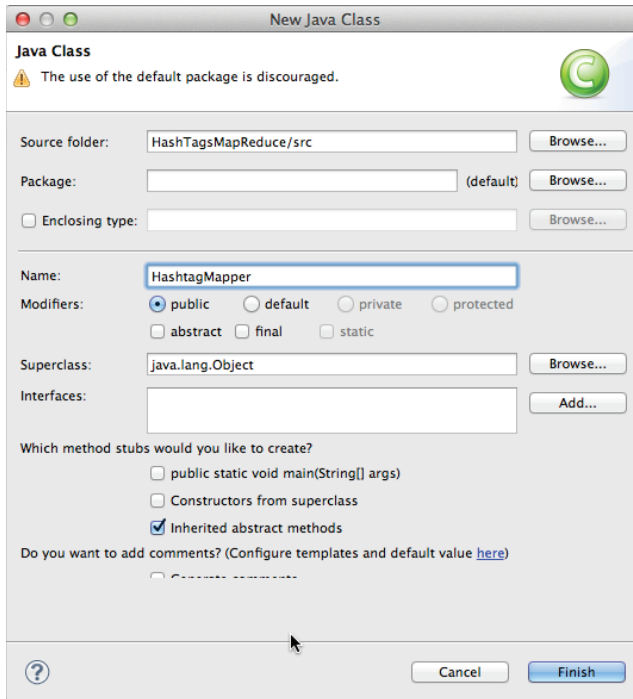 New Java Class
Java Class
The use of the default package is discouraged.
C
Source folder: HashTagsMapReduce/src Browse...
Package: (default) Browse...
Enclosing type: Browse...
Name: HashtagMapper
Modifiers: public default private protected
abstract final static
Superclass: java.lang.Object Browse...
Interfaces: Add...
Which method stubs would you like to create?
public static void main(String[] args)
Constructors from superclass
Inherited abstract methods
Do you want to add comments? (Configure templates and default value here)
Generate comments
? Cancel Finish